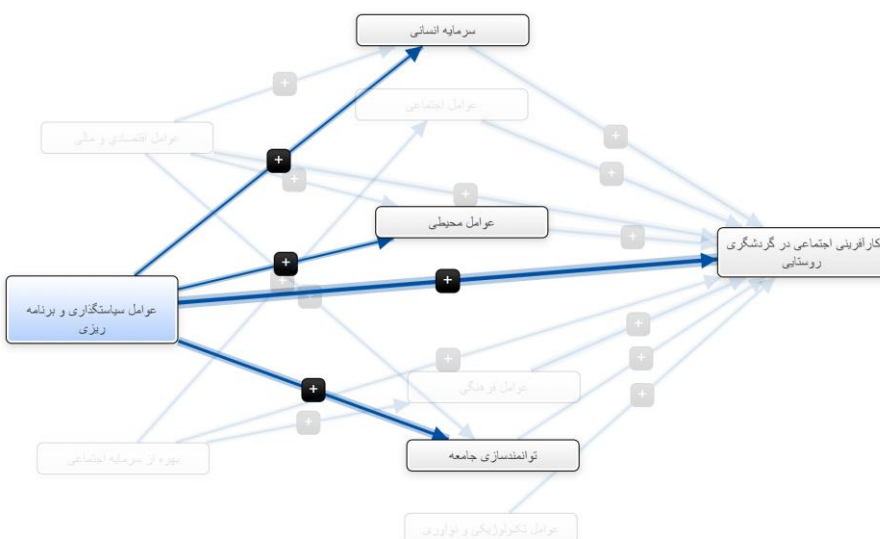 سرمایه انسانی
عوامل اجتماعی
عوامل اقتصادی و مالی
عوامل محیطی
کارآفرینی اجتماعی در گردشگری
روستایی
عوامل سیاستگذاری و برنامه
ریزی
عوامل فرهنگی
توانمندسازی جامعه
بهره از سرمایه اجتماعی
عوامل تکنولوژیکی و نوآوری